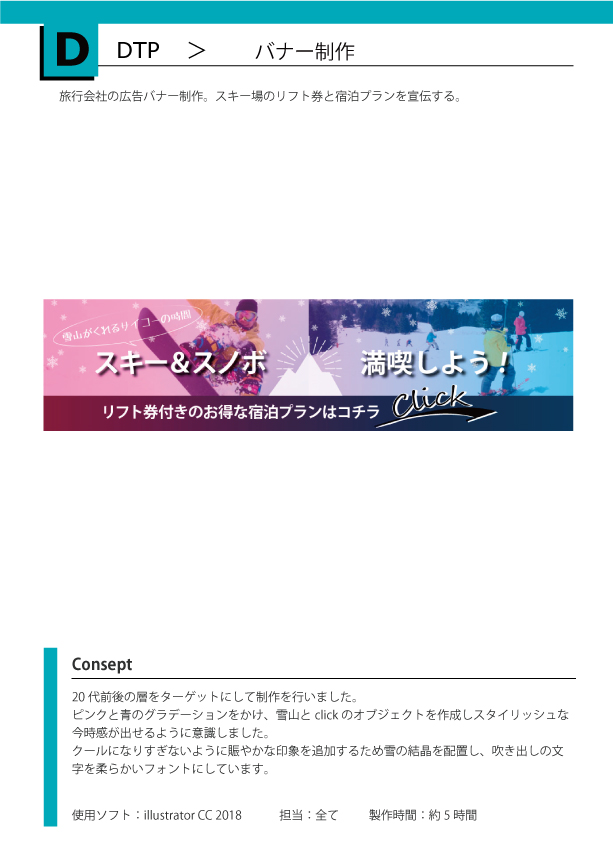 D
DTP ＞ バナー制作
旅行会社の広告バナー制作。スキー場のリフト券と宿泊プランを宣伝する。
雪山がくれるサイコーの時間
スキー＆スノボ 満喫しよう！
リフト券付きのお得な宿泊プランはコチラ Click
Consept
20 代前後の層をターゲットにして制作を行いました。
ピンクと青のグラデーションをかけ、雪山と click のオブジェクトを作成しスタイリッシュな
今時感が出せるように意識しました。
クールになりすぎないように賑やかな印象を追加するため雪の結晶を配置し、吹き出しの文
字を柔らかいフォントにしています。
使用ソフト：illustrator CC 2018 担当：全て 製作時間：約 5 時間